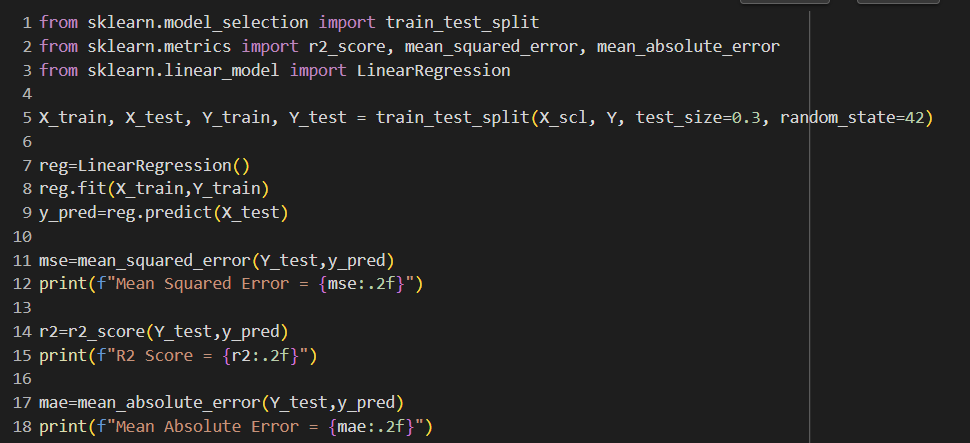 1 from sklearn.model_selection import train_test_split
2 from sklearn.metrics import r2_score, mean_squared_error, mean_absolute_error
3 from sklearn.linear_model import LinearRegression
4
5 X_train, X_test, Y_train, Y_test = train_test_split(X_scl, Y, test_size=0.3, random_state=42)
6
7 reg=LinearRegression()
8 reg.fit(X_train,Y_train)
9 y_pred=reg.predict(X_test)
10
11 mse=mean_squared_error(Y_test,y_pred)
12 print(f"Mean Squared Error = {mse:.2f}")
13
14 r2=r2_score(Y_test,y_pred)
15 print(f"R2 Score = {r2:.2f}")
16
17 mae=mean_absolute_error(Y_test,y_pred)
18 print(f"Mean Absolute Error = {mae:.2f}")